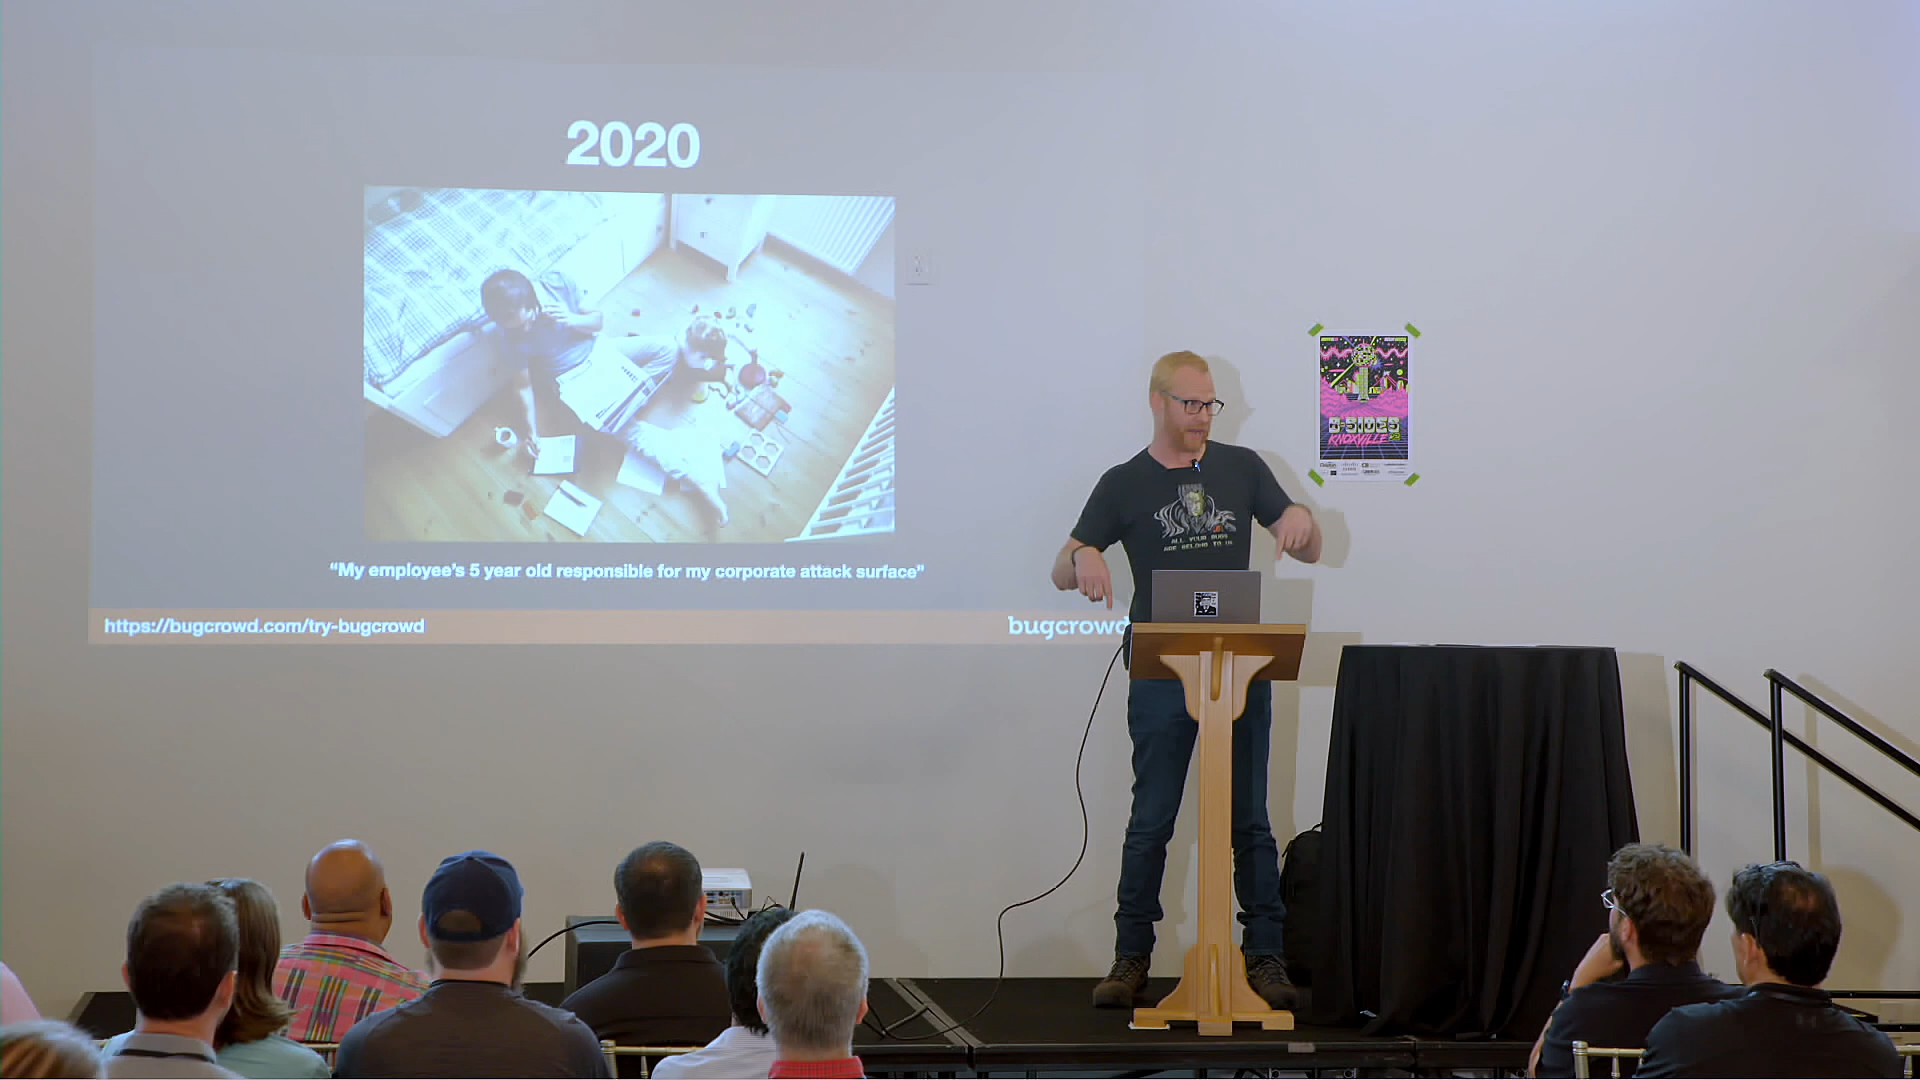 2020
“My employee’s 5 year old responsible for my corporate attack surface”
https://bugcrowd.com/try-bugcrowd
bugcrowd
B-SIDES
KNOXVILLE
ALL YOUR BUGS
ARE BELONG TO US